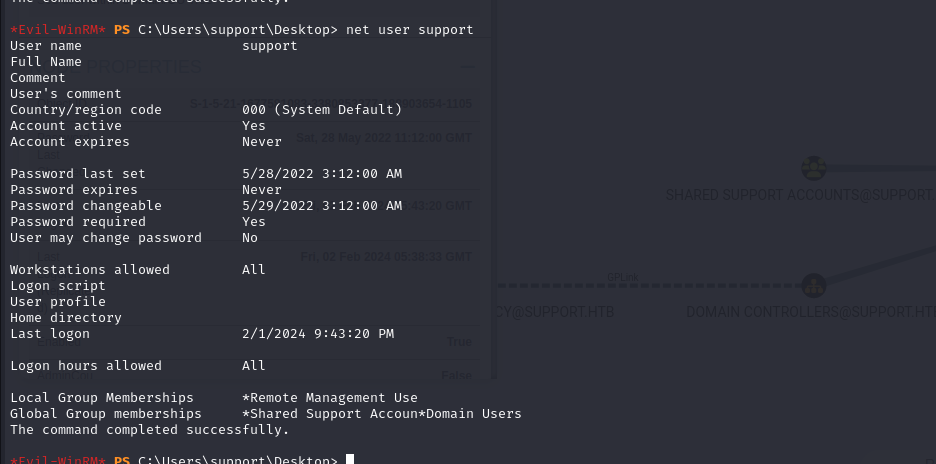 The command completed successfully.
*Evil-WinRM* PS C:\Users\support\Desktop> net user support
User name support
Full Name
Comment
User's comment
Country/region code 000 (System Default)
Account active Yes
Account expires Never
Password last set 5/28/2022 3:12:00 AM
Password expires Never
Password changeable 5/29/2022 3:12:00 AM
Password required Yes
User may change password No
Workstations allowed All
Logon script
User profile
Home directory
Last logon 2/1/2024 9:43:20 PM
Logon hours allowed All
Local Group Memberships *Remote Management Use
Global Group memberships *Shared Support Accoun*Domain Users
The command completed successfully.
*Evil-WinRM* PS C:\Users\support\Desktop>
PROPERTIES
Sat, 28 May 2022 11:12:00 GMT
Last
Fri, 02 Feb 2024 05:38:33 GMT
True
False
SHARED SUPPORT ACCOUNTS@SUPPORT.
GPLink
CY@SUPPORT.HTB
DOMAIN CONTROLLERS@SUPPORT.HT